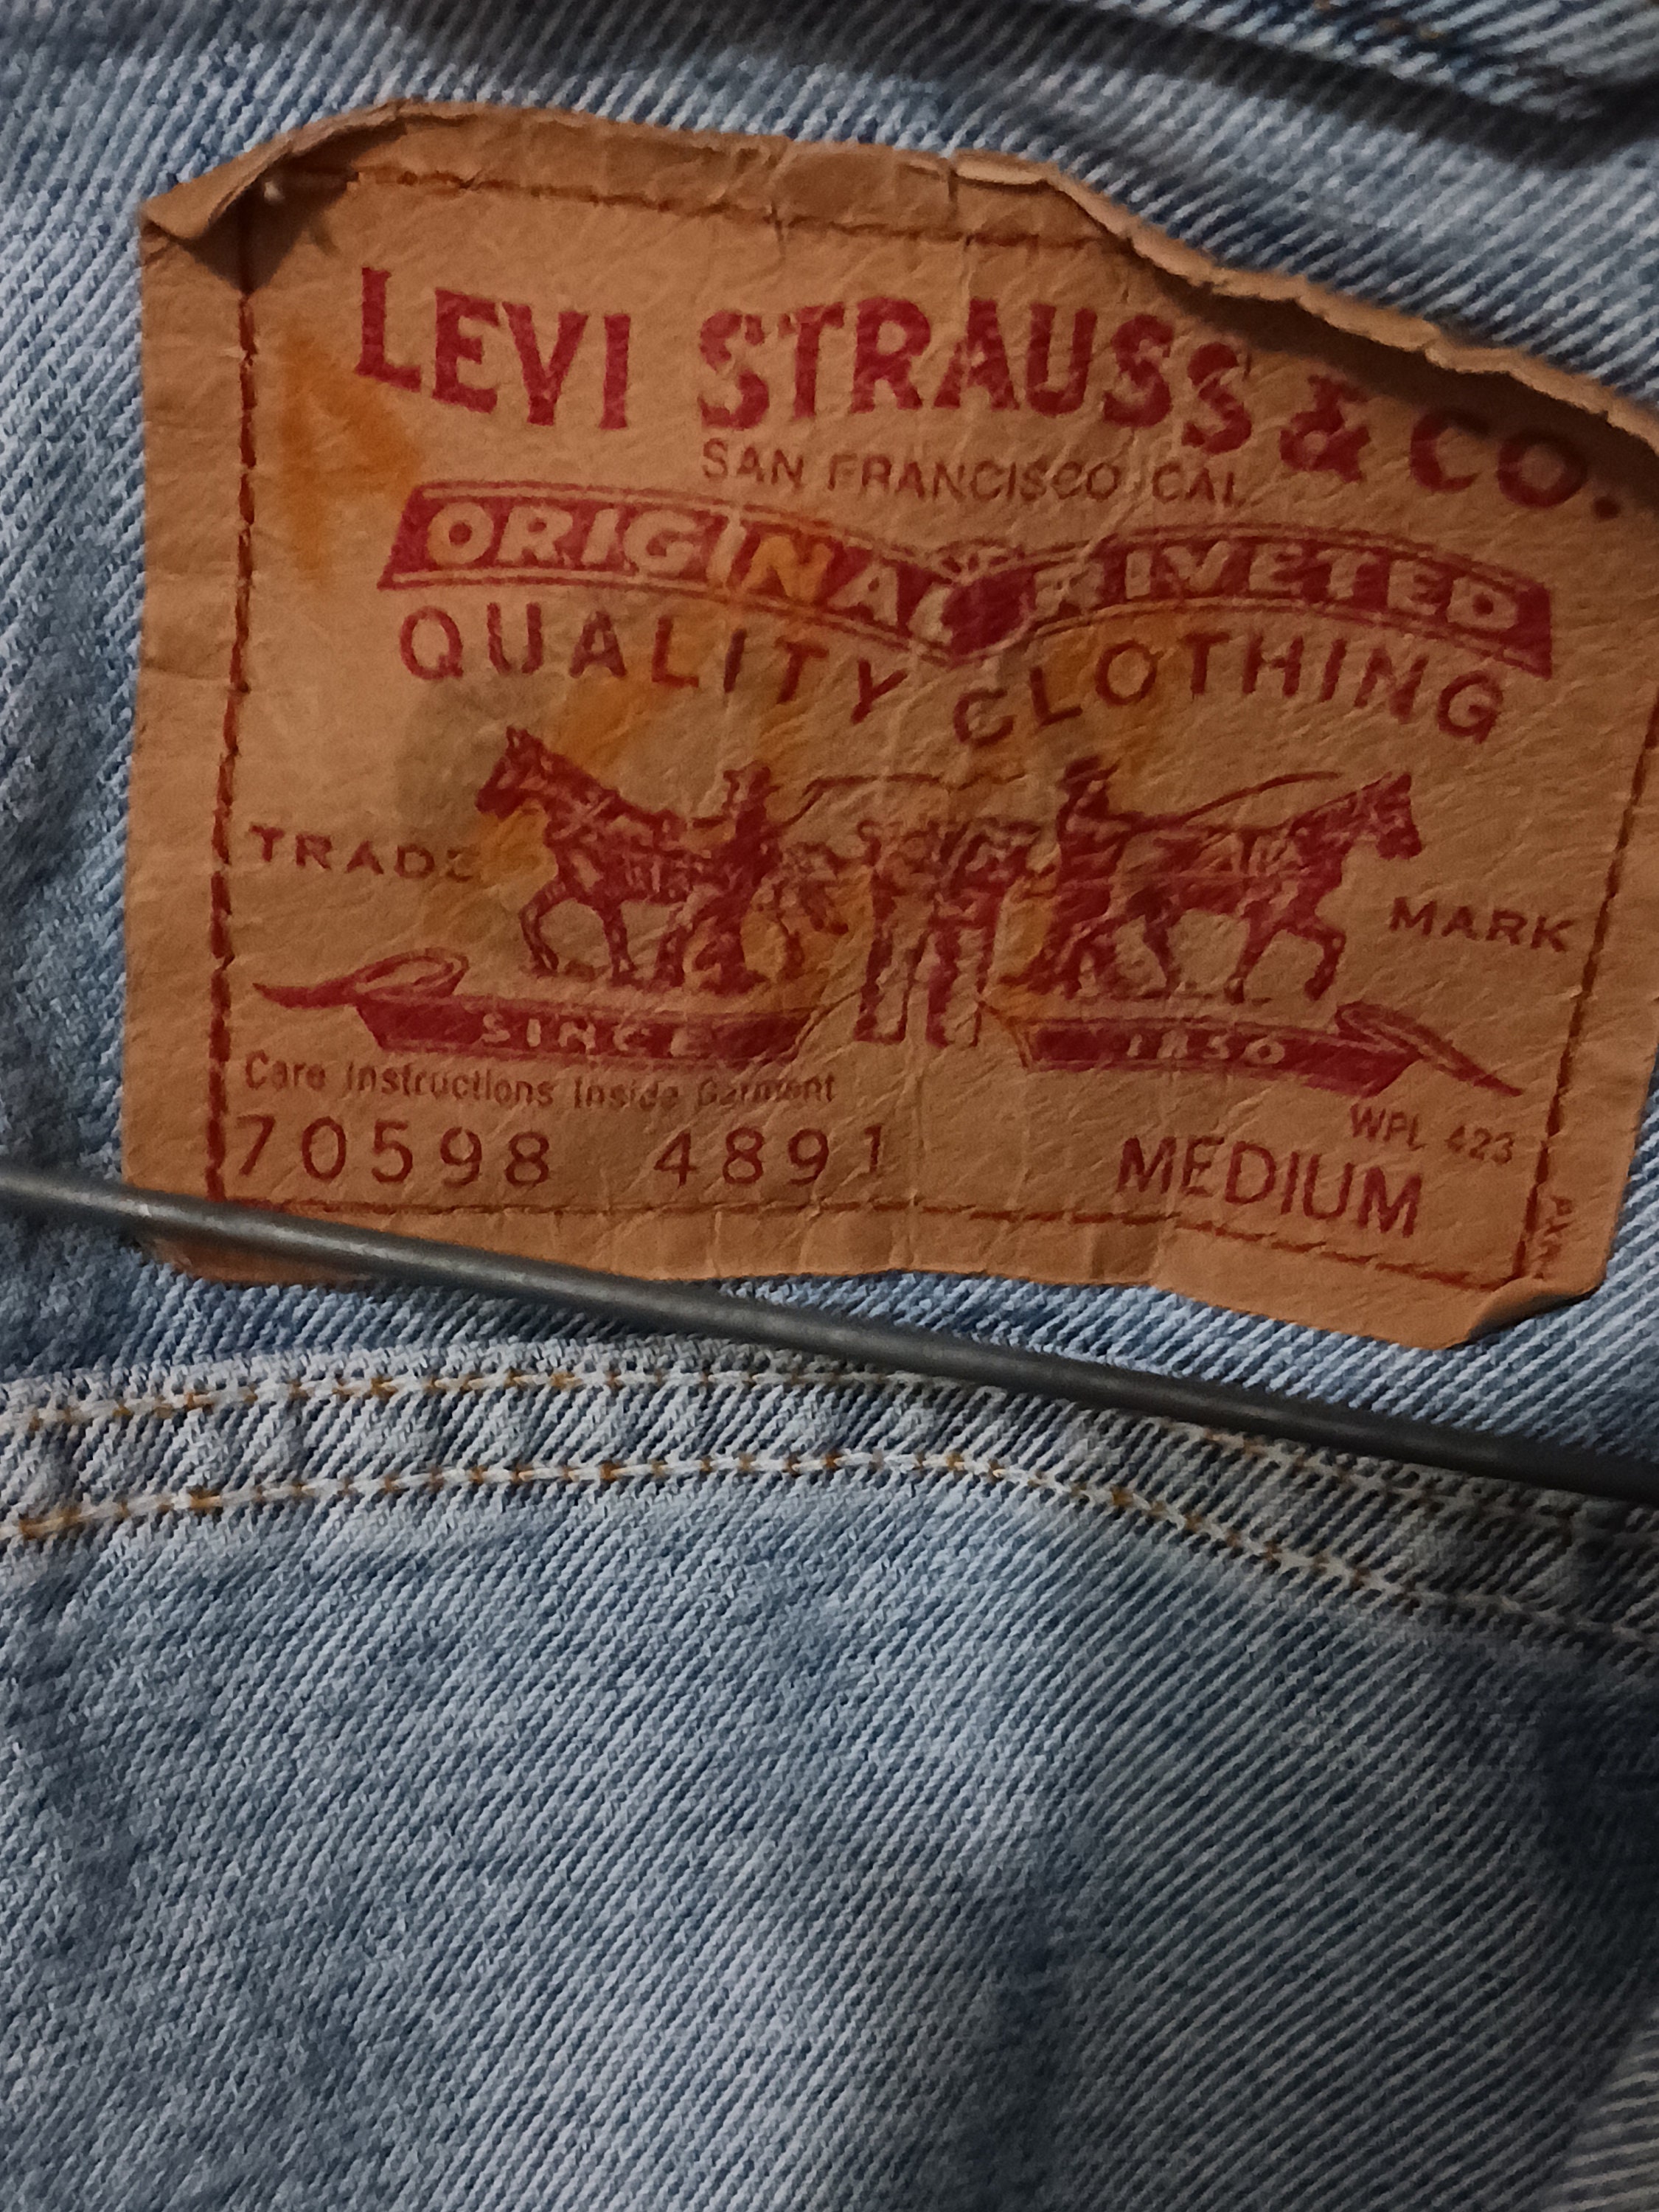 LEVI STRAUSS & CO.
SAN FRANCISCO CAL
ORIGINAL RIVETED
QUALITY CLOTHING
TRADE MARK
SINCE 1850
Care Instructions Inside Garment
WPL 423
70598 4891 MEDIUM